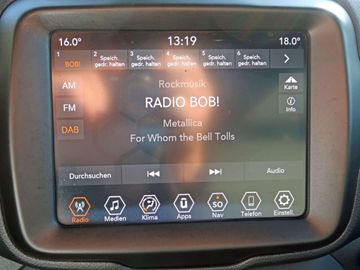 16.0° 13:19 18.0°
1 2 3 4 5 6
BOB! Speich. gedr. halten Speich. gedr. halten Speich. gedr. halten Speich. gedr. halten Speich. gedr. halten
AM Rockmusik Karte
FM RADIO BOB! Info
DAB Metallica
For Whom the Bell Tolls
Durchsuchen Audio
SO
Radio Medien Klima Apps Nav Telefon Einstell.